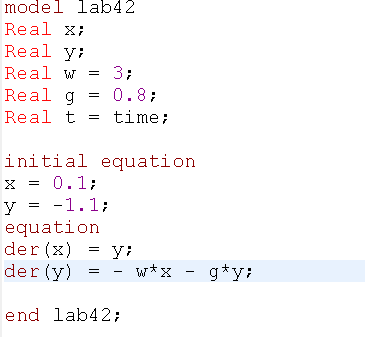 model lab42
Real x;
Real y;
Real w = 3;
Real g = 0.8;
Real t = time;
initial equation
x = 0.1;
y = -1.1;
equation
der(x) = y;
der(y) = - w*x - g*y;
end lab42;